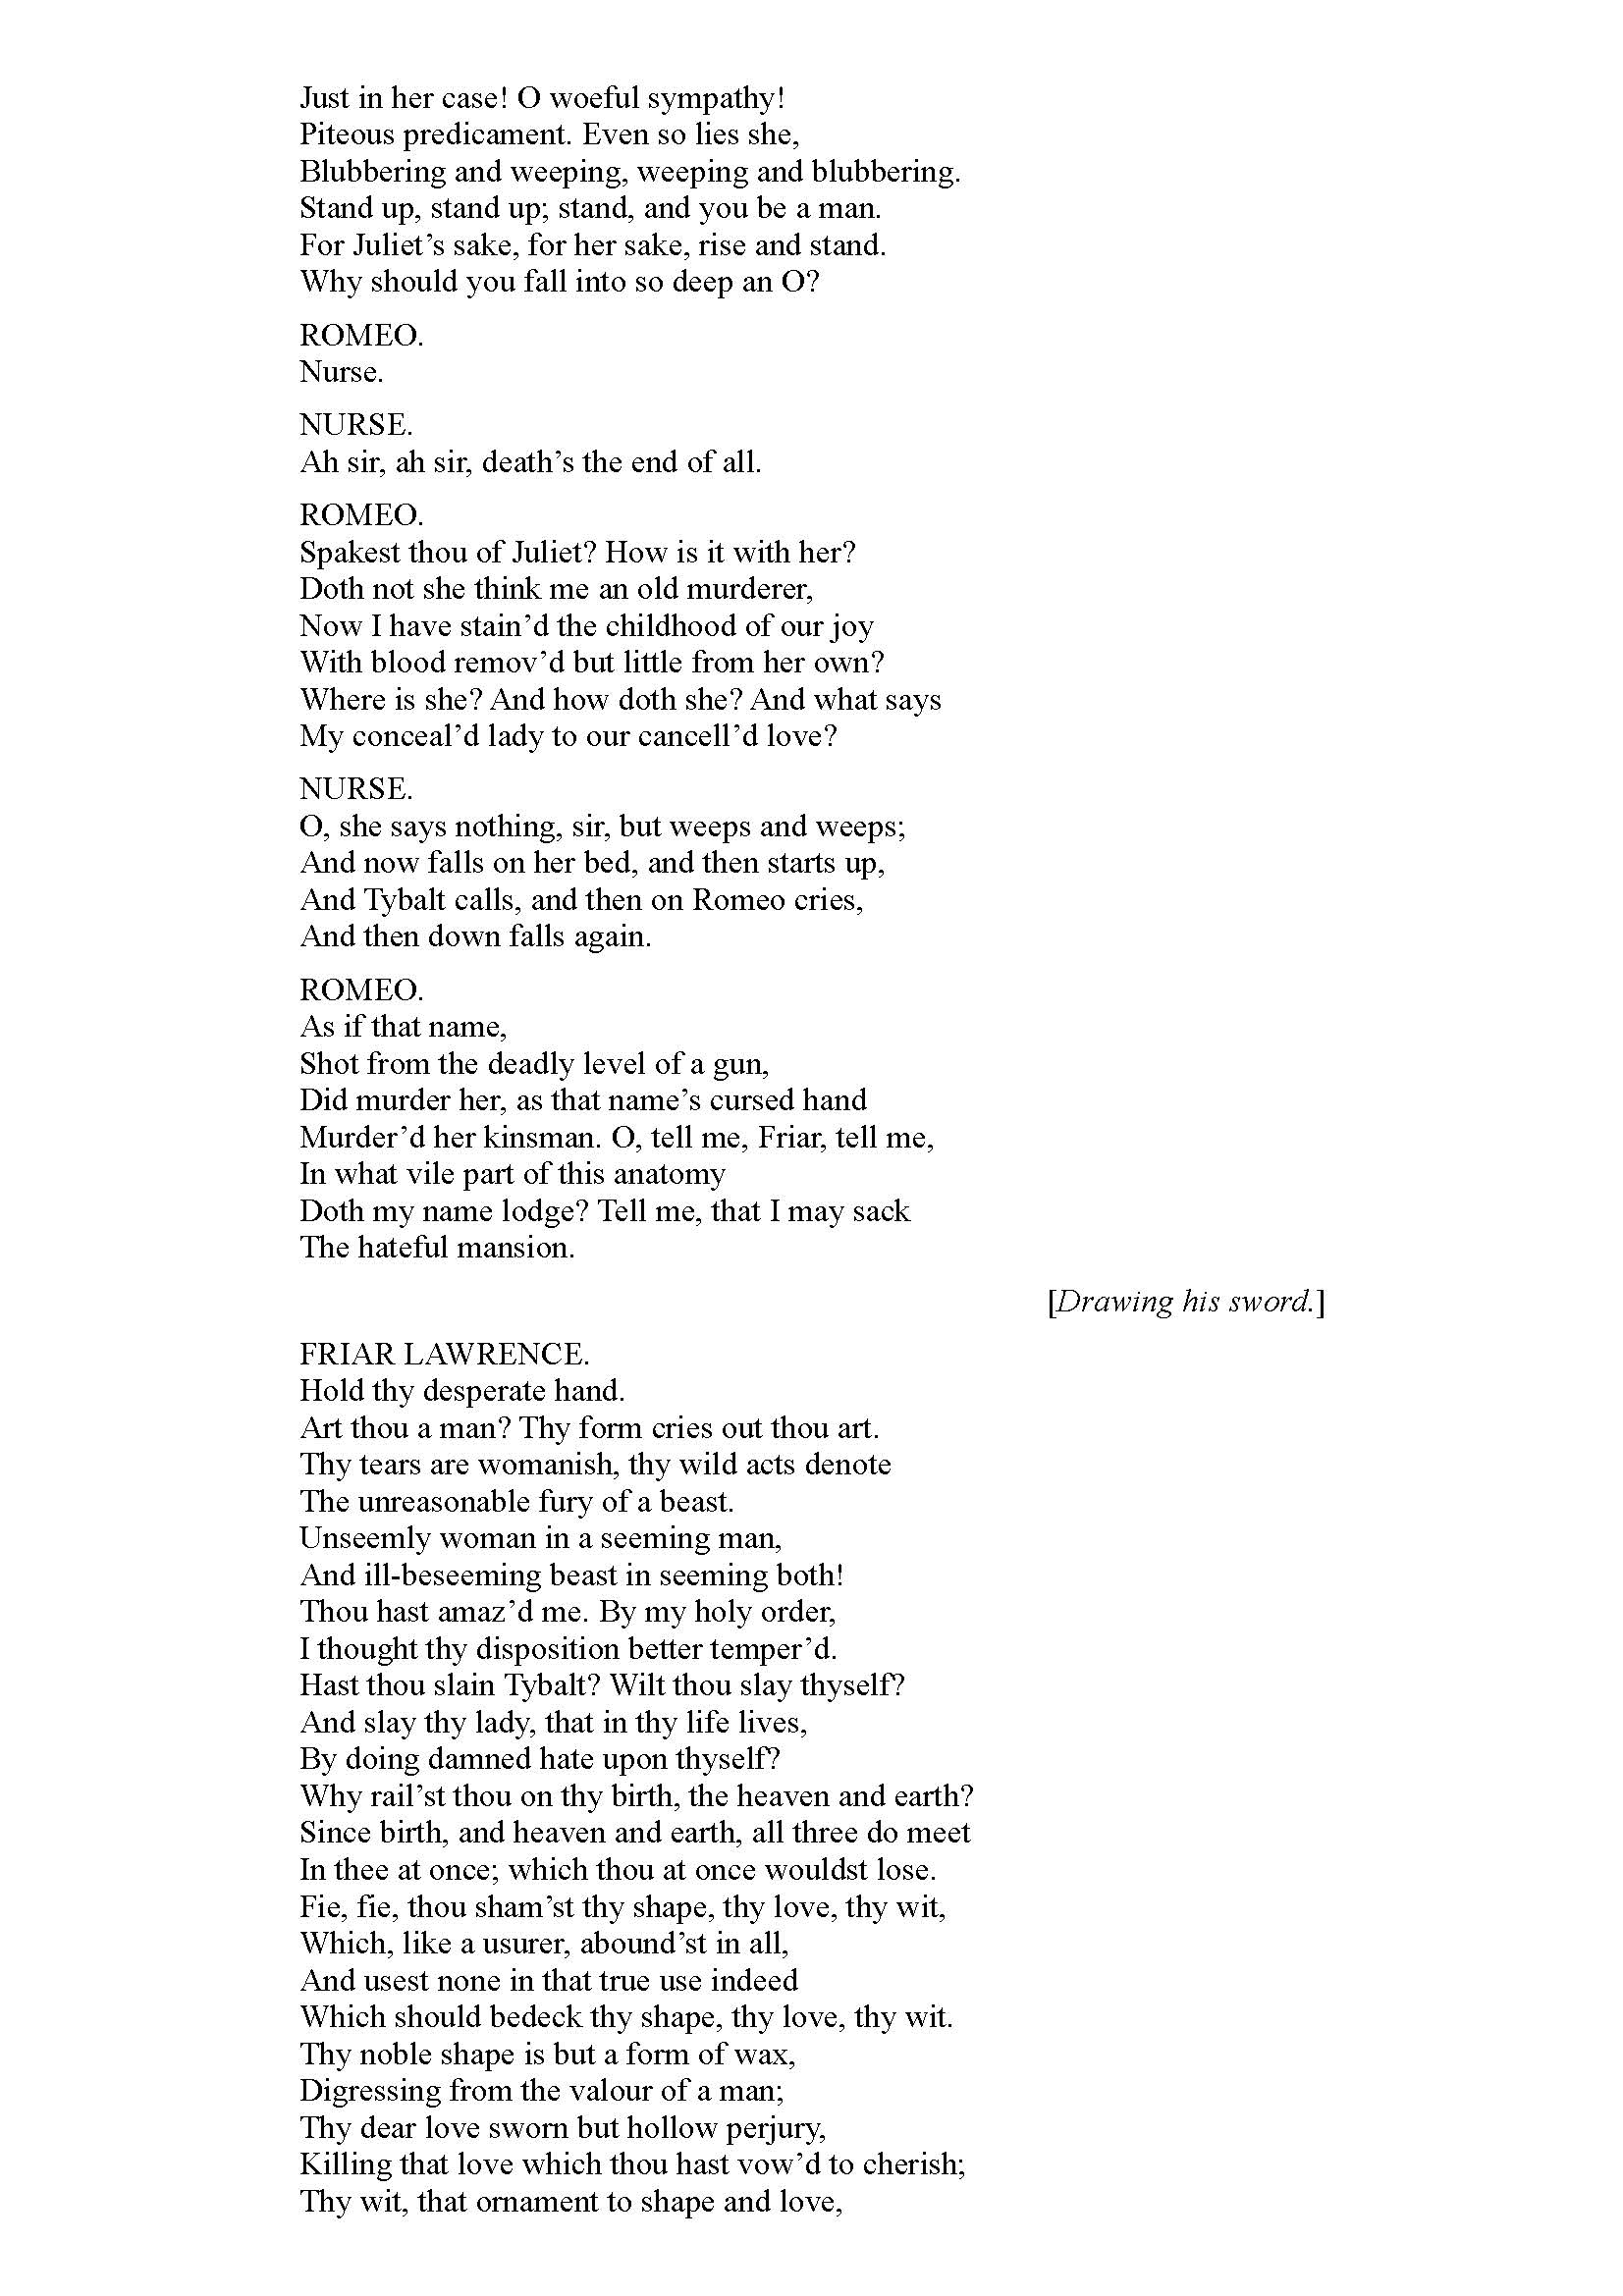 Just in her case! O woeful sympathy!
Piteous predicament. Even so lies she,
Blubbering and weeping, weeping and blubbering.
Stand up, stand up; stand, and you be a man.
For Juliet’s sake, for her sake, rise and stand.
Why should you fall into so deep an O?
ROMEO.
Nurse.
NURSE.
Ah sir, ah sir, death’s the end of all.
ROMEO.
Spakest thou of Juliet? How is it with her?
Doth not she think me an old murderer,
Now I have stain’d the childhood of our joy
With blood remov’d but little from her own?
Where is she? And how doth she? And what says
My conceal’d lady to our cancell’d love?
NURSE.
O, she says nothing, sir, but weeps and weeps;
And now falls on her bed, and then starts up,
And Tybalt calls, and then on Romeo cries,
And then down falls again.
ROMEO.
As if that name,
Shot from the deadly level of a gun,
Did murder her, as that name’s cursed hand
Murder’d her kinsman. O, tell me, Friar, tell me,
In what vile part of this anatomy
Doth my name lodge? Tell me, that I may sack
The hateful mansion.
[Drawing his sword.]
FRIAR LAWRENCE.
Hold thy desperate hand.
Art thou a man? Thy form cries out thou art.
Thy tears are womanish, thy wild acts denote
The unreasonable fury of a beast.
Unseemly woman in a seeming man,
And ill-beseeming beast in seeming both!
Thou hast amaz’d me. By my holy order,
I thought thy disposition better temper’d.
Hast thou slain Tybalt? Wilt thou slay thyself?
And slay thy lady, that in thy life lives,
By doing damned hate upon thyself?
Why rail’st thou on thy birth, the heaven and earth?
Since birth, and heaven and earth, all three do meet
In thee at once; which thou at once wouldst lose.
Fie, fie, thou sham’st thy shape, thy love, thy wit,
Which, like a usurer, abound’st in all,
And usest none in that true use indeed
Which should bedeck thy shape, thy love, thy wit.
Thy noble shape is but a form of wax,
Digressing from the valour of a man;
Thy dear love sworn but hollow perjury,
Killing that love which thou hast vow’d to cherish;
Thy wit, that ornament to shape and love,